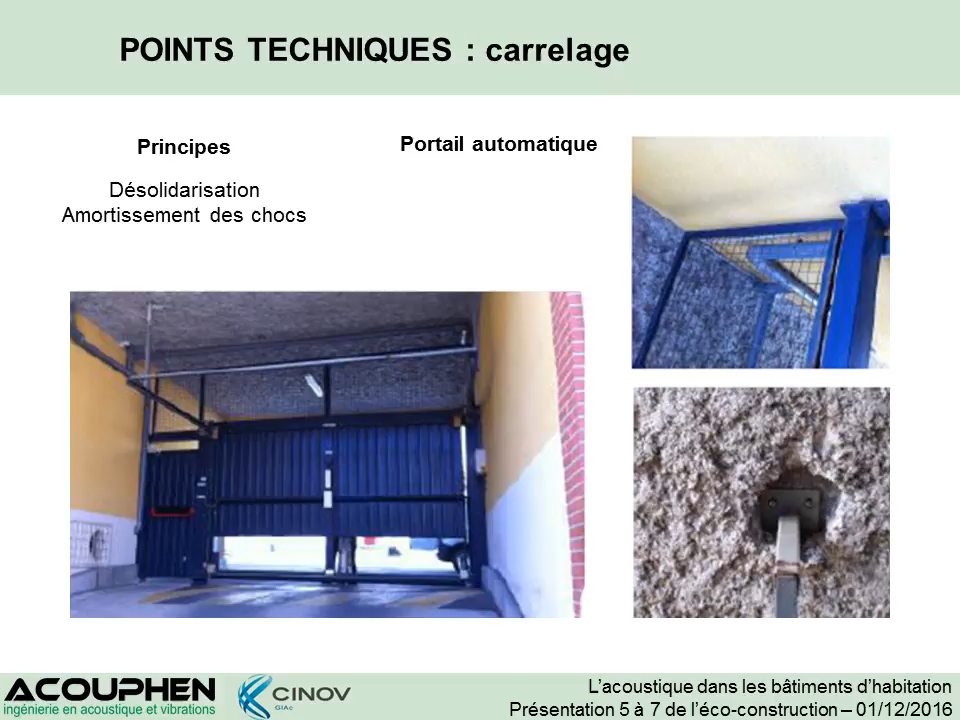 POINTS TECHNIQUES : carrelage
Principes
Portail automatique
Désolidarisation
Amortissement des chocs
ACOUPHEN
ingénierie en acoustique et vibrations
CINOV
GIAc
L'acoustique dans les bâtiments d'habitation
Présentation 5 à 7 de l'éco-construction – 01/12/2016